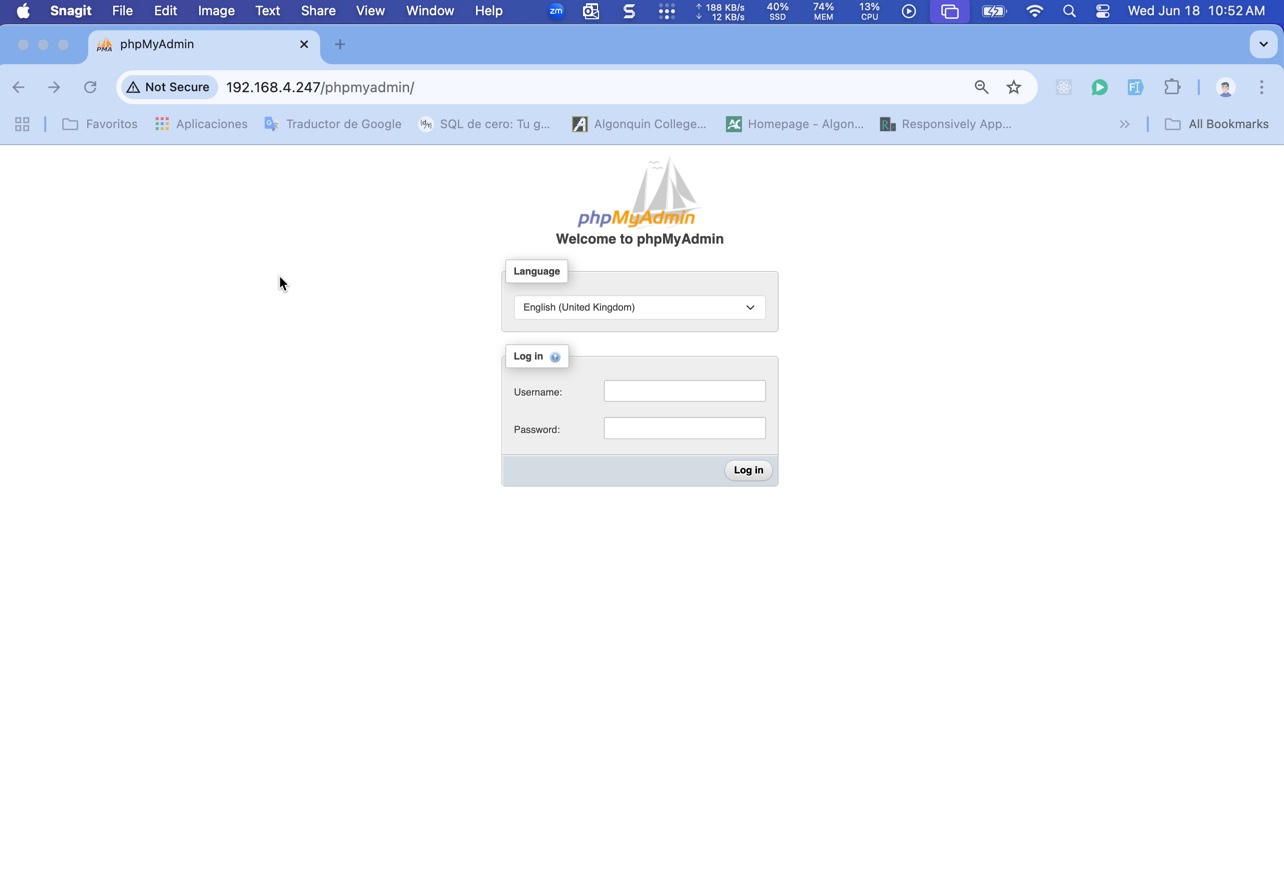 Snagit File Edit Image Text Share View Window Help zm S ↑ 188 KB/s ↓ 12 KB/s 40% SSD 74% MEM 13% CPU Wed Jun 18 10:52 AM
PMA phpMyAdmin
Not Secure 192.168.4.247/phpmyadmin/
Favoritos Aplicaciones Traductor de Google SQL de cero: Tu g... Algonquin College... Homepage - Algon... Responsively App... All Bookmarks
phpMyAdmin
Welcome to phpMyAdmin
Language
English (United Kingdom)
Log in
Username:
Password:
Log in